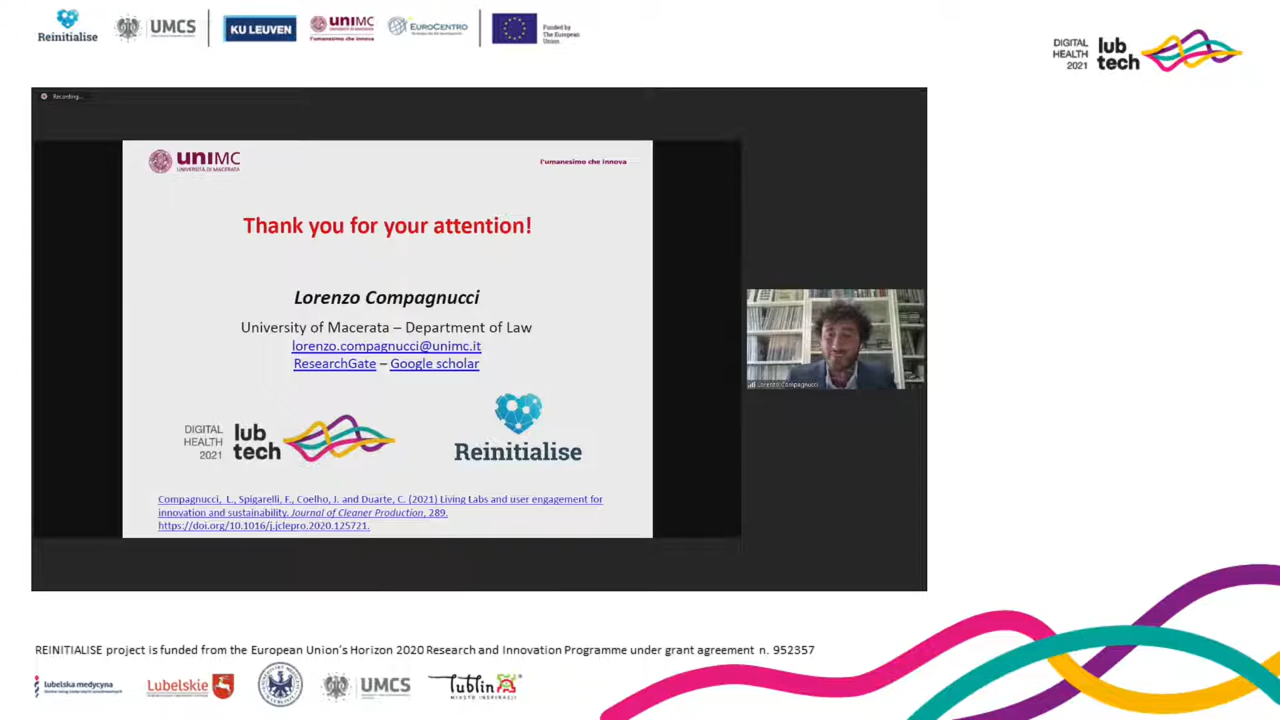 Reinitialise
UMCS
KU LEUVEN
UNIMC
UNIVERSITÀ DI MACERATA
l'umanesimo che innova
EUROCENTRO
Funded by
The European
Union
DIGITAL
HEALTH
2021
lub
tech
Recording...
UNIMC
UNIVERSITÀ DI MACERATA
l'umanesimo che innova
Thank you for your attention!
Lorenzo Compagnucci
University of Macerata – Department of Law
lorenzo.compagnucci@unimc.it
ResearchGate – Google scholar
DIGITAL
HEALTH
2021
lub
tech
Reinitialise
Compagnucci, L., Spigarelli, F., Coelho, J. and Duarte, C. (2021) Living Labs and user engagement for
innovation and sustainability. Journal of Cleaner Production, 289.
https://doi.org/10.1016/j.jclepro.2020.125721.
Lorenzo Compagnucci
REINITIALISE project is funded from the European Union's Horizon 2020 Research and Innovation Programme under grant agreement n. 952357
lubelska medycyna
Lubelskie
UMCS
Lublin
MIASTO INSPIRACJI